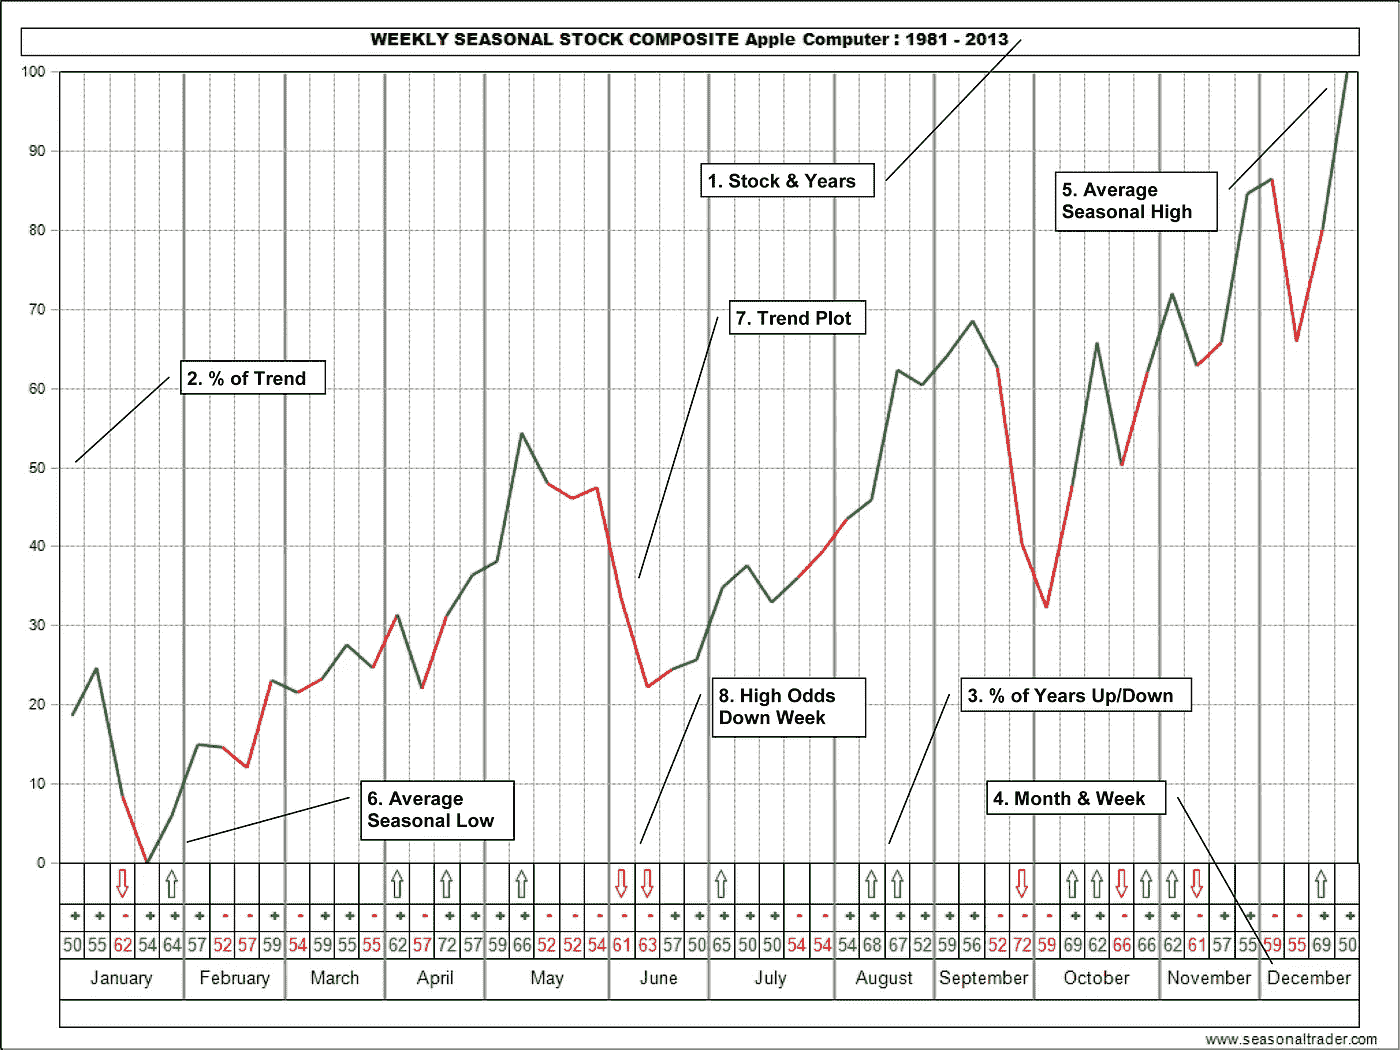 WEEKLY SEASONAL STOCK COMPOSITE Apple Computer : 1981 - 2013
100
90
80
70
60
50
40
30
20
10
0
1. Stock & Years
5. Average
Seasonal High
7. Trend Plot
2. % of Trend
8. High Odds
Down Week
3. % of Years Up/Down
6. Average
Seasonal Low
4. Month & Week
+ + - + + + - - + - + + - + - + + + + - - - - - + + + + + - - + + + + + + - - - + + - + + - + + - - + +
50 55 62 54 64 57 52 57 59 54 59 55 55 62 57 72 57 59 66 52 52 54 61 63 57 50 65 50 50 54 54 54 68 67 52 59 56 52 72 59 69 62 66 66 62 61 57 55 59 55 69 50
January February March April May June July August September October November December
www.seasonaltrader.com